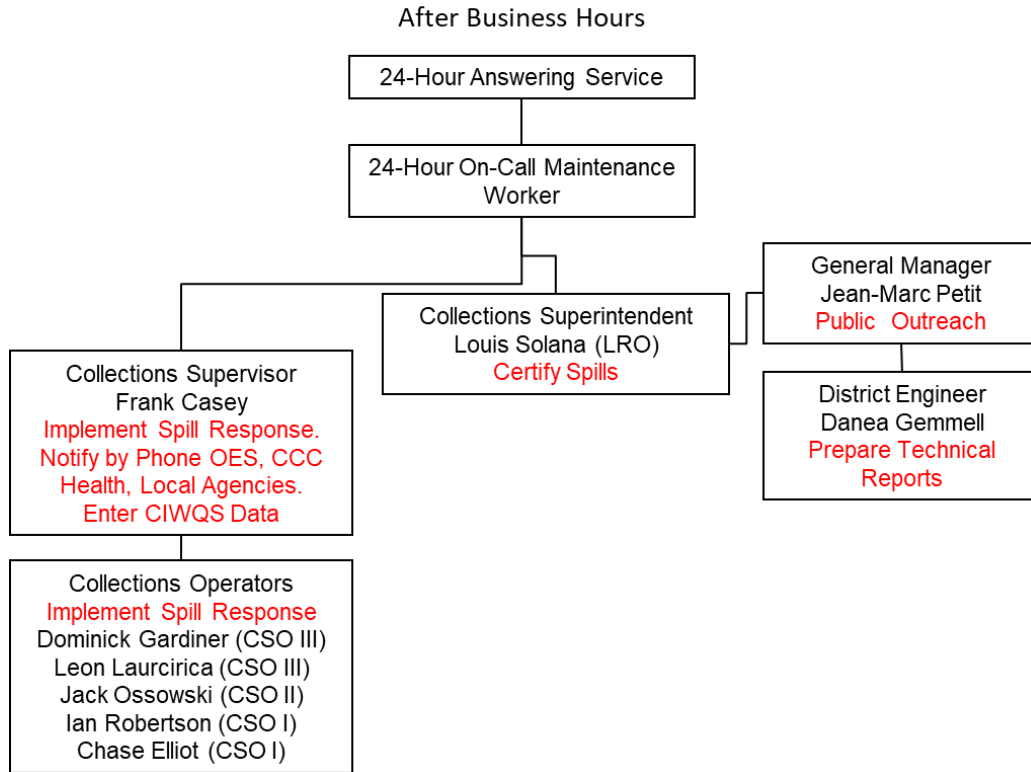 After Business Hours
24-Hour Answering Service
24-Hour On-Call Maintenance
Worker
General Manager
Jean-Marc Petit
Public Outreach
Collections Superintendent
Louis Solana (LRO)
Certify Spills
District Engineer
Danea Gemmell
Prepare Technical
Reports
Collections Supervisor
Frank Casey
Implement Spill Response.
Notify by Phone OES, CCC
Health, Local Agencies.
Enter CIWQS Data
Collections Operators
Implement Spill Response
Dominick Gardiner (CSO III)
Leon Laurcirica (CSO III)
Jack Ossowski (CSO II)
Ian Robertson (CSO I)
Chase Elliot (CSO I)